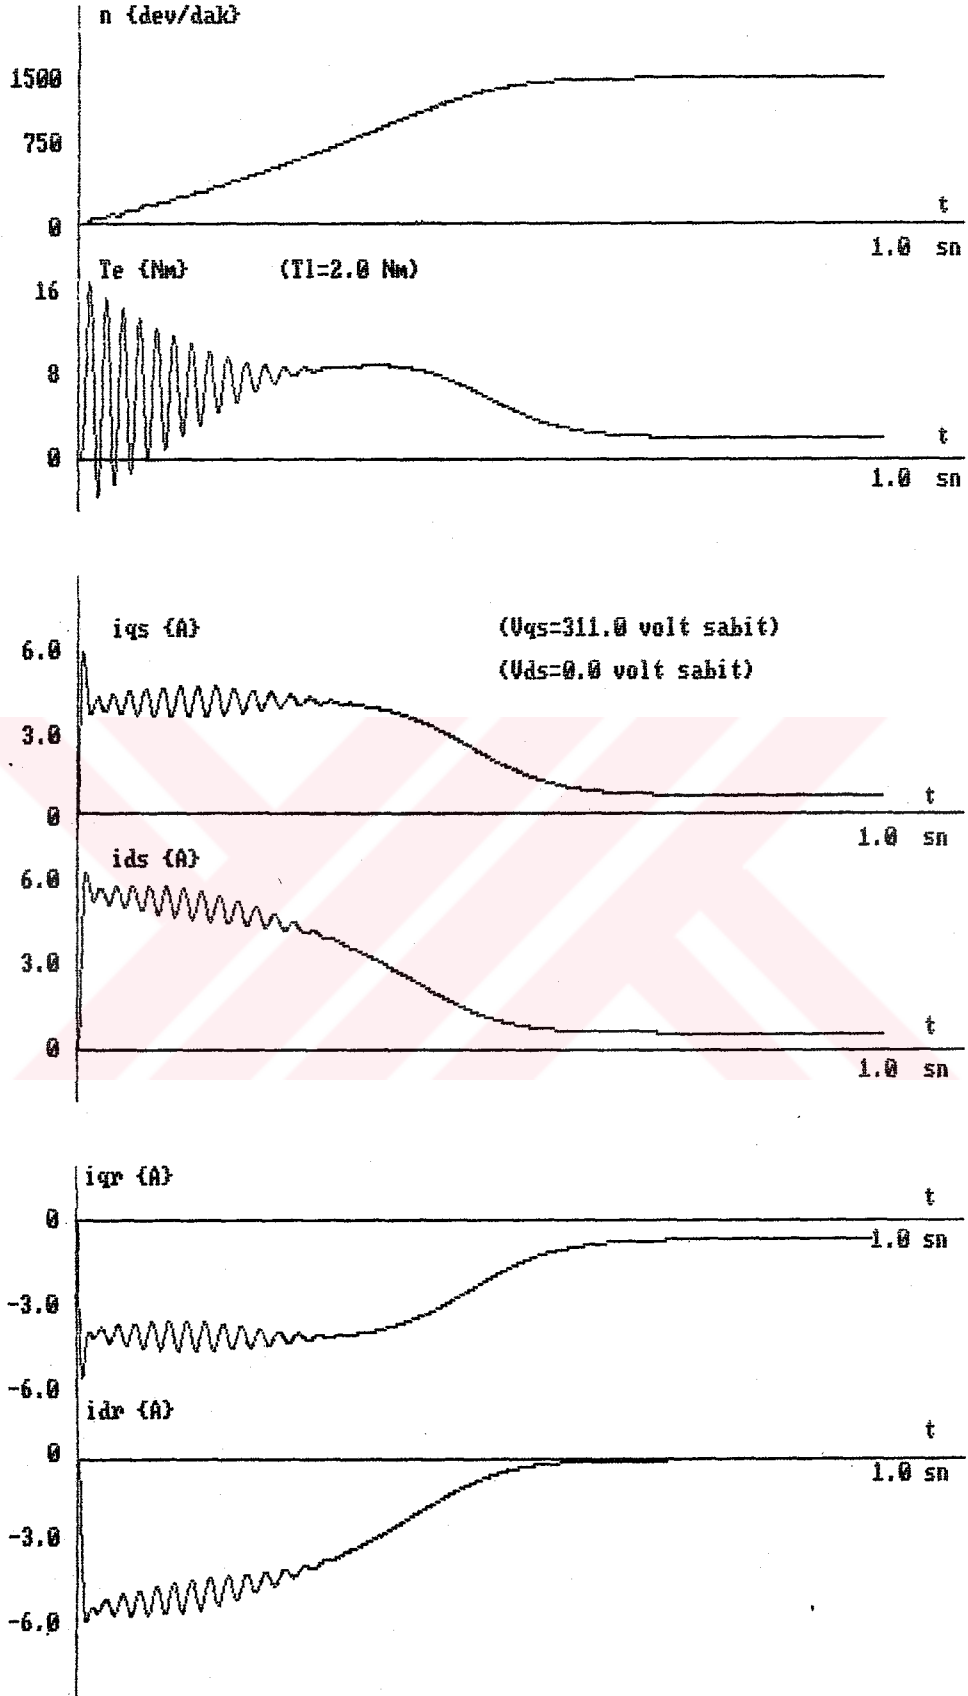 n {dev/dak}
1500
750
0
t
1.0 sn
Te {Nm} (Tl=2.0 Nm)
16
8
0
t
1.0 sn
iqs {A} (Vqs=311.0 volt sabit)
6.0
(Vds=0.0 volt sabit)
3.0
0
t
1.0 sn
ids {A}
6.0
3.0
0
t
1.0 sn
iqr {A}
t
0
1.0 sn
-3.0
-6.0
idr {A}
t
0
1.0 sn
-3.0
-6.0